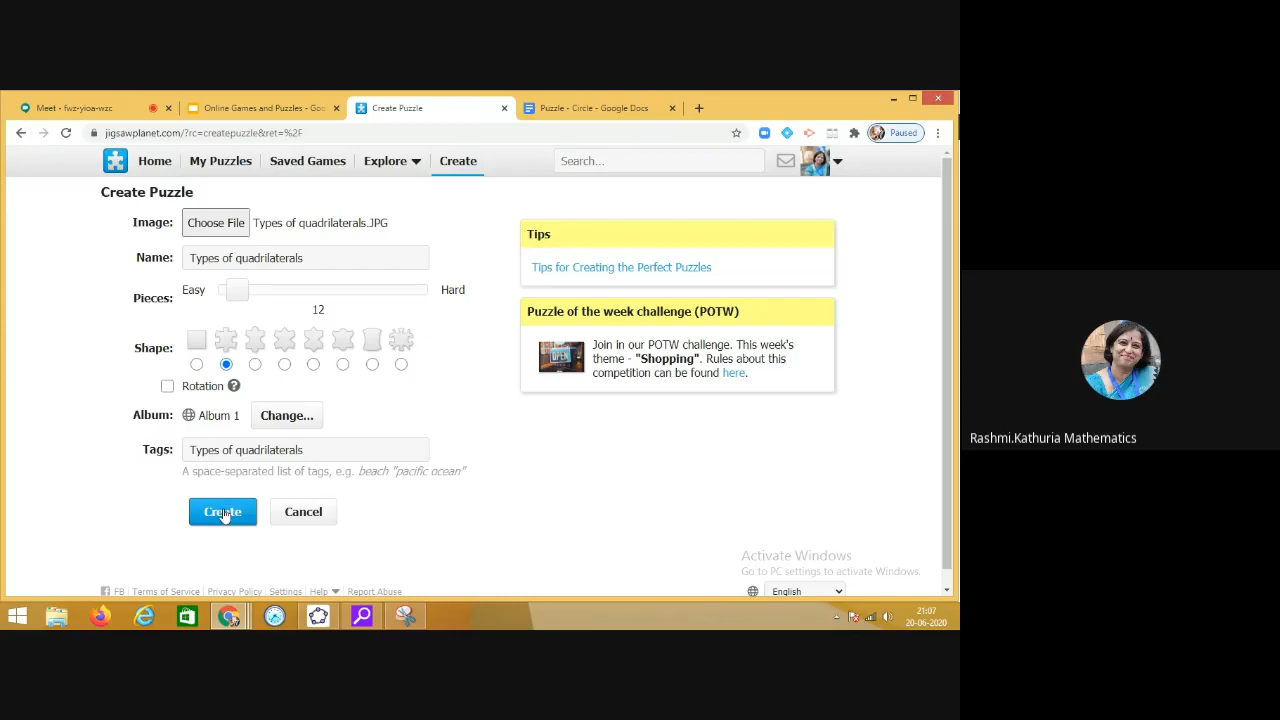 Meet - fwz-yioa-wzc
Online Games and Puzzles - Goo
Create Puzzle
Puzzle - Circle - Google Docs
jigsawplanet.com/?rc=createpuzzle&ret=%2F
Paused
Home My Puzzles Saved Games Explore Create
Search...
Create Puzzle
Image: Choose File Types of quadrilaterals.JPG
Name: Types of quadrilaterals
Pieces: Easy Hard
12
Shape:
Rotation ?
Album: Album 1 Change...
Tags: Types of quadrilaterals
A space-separated list of tags, e.g. beach "pacific ocean"
Create Cancel
Tips
Tips for Creating the Perfect Puzzles
Puzzle of the week challenge (POTW)
OPEN
Join in our POTW challenge. This week's
theme - "Shopping". Rules about this
competition can be found here.
Rashmi.Kathuria Mathematics
Activate Windows
Go to PC settings to activate Windows.
FB Terms of Service Privacy Policy Settings Help Report Abuse
English
21:07
20-06-2020